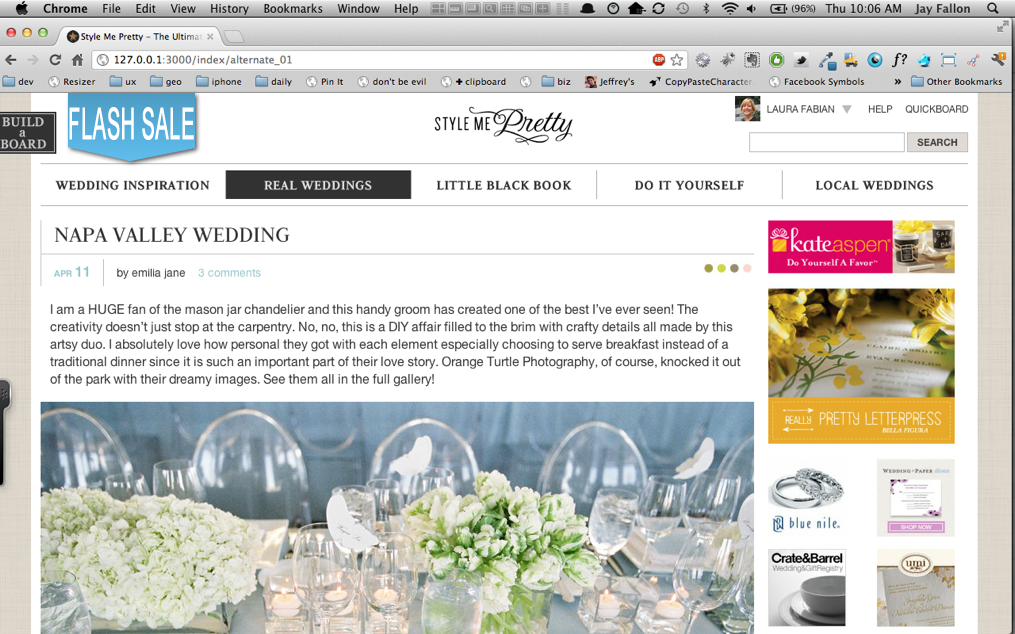 Chrome File Edit View History Bookmarks Window Help (96%) Thu 10:06 AM Jay Fallon
Style Me Pretty – The Ultimat
127.0.0.1:3000/index/alternate_01
ABP f?
dev Resizer ux geo iphone daily Pin It don't be evil + clipboard biz Jeffrey's CopyPasteCharacter Facebook Symbols » Other Bookmarks
BUILD
a
BOARD
FLASH SALE
STYLE ME Pretty
LAURA FABIAN HELP QUICKBOARD
SEARCH
WEDDING INSPIRATION REAL WEDDINGS LITTLE BLACK BOOK DO IT YOURSELF LOCAL WEDDINGS
NAPA VALLEY WEDDING
APR 11 by emilia jane 3 comments
I am a HUGE fan of the mason jar chandelier and this handy groom has created one of the best I've ever seen! The
creativity doesn't just stop at the carpentry. No, no, this is a DIY affair filled to the brim with crafty details all made by this
artsy duo. I absolutely love how personal they got with each element especially choosing to serve breakfast instead of a
traditional dinner since it is such an important part of their love story. Orange Turtle Photography, of course, knocked it out
of the park with their dreamy images. See them all in the full gallery!
kateaspen
Do Yourself A Favor™
REALLY PRETTY LETTERPRESS
BELLA FIGURA
blue nile.
WEDDING PAPER divas
SHOP NOW
Crate&Barrel
Wedding&GiftRegistry
umi